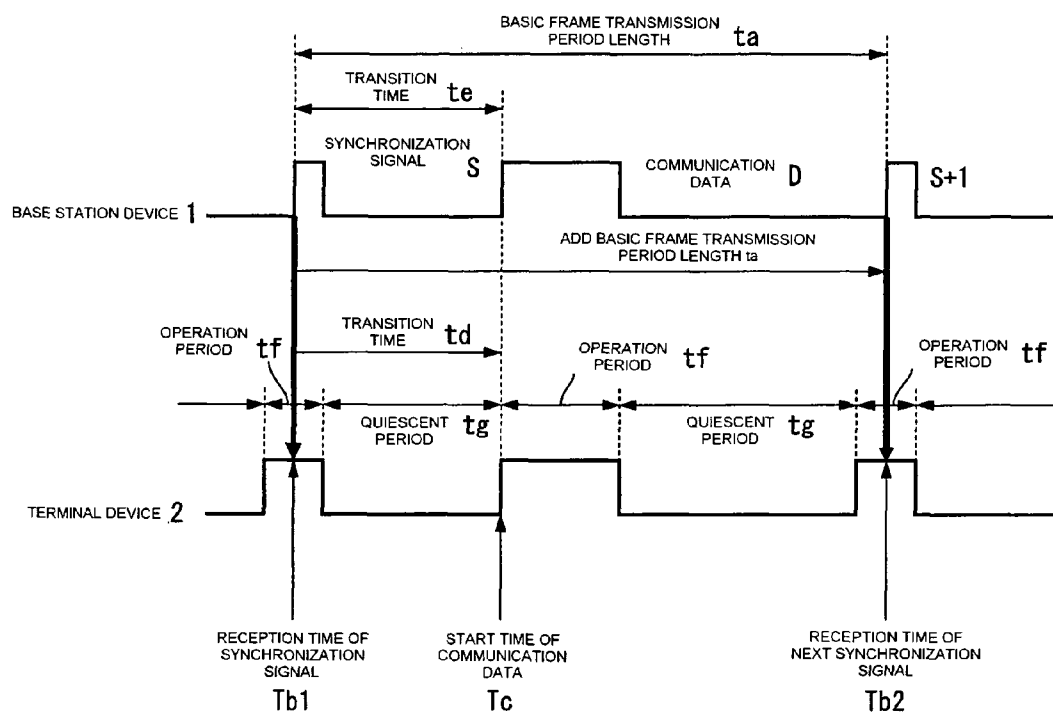 BASIC FRAME TRANSMISSION
PERIOD LENGTH ta
TRANSITION
TIME te
SYNCHRONIZATION
SIGNAL S
COMMUNICATION
DATA D
S+1
BASE STATION DEVICE 1
ADD BASIC FRAME TRANSMISSION
PERIOD LENGTH ta
OPERATION
PERIOD tf
TRANSITION
TIME td
OPERATION
PERIOD tf
OPERATION
PERIOD tf
QUIESCENT
PERIOD tg
QUIESCENT
PERIOD tg
TERMINAL DEVICE 2
RECEPTION TIME OF
SYNCHRONIZATION
SIGNAL
Tb1
START TIME OF
COMMUNICATION
DATA
Tc
RECEPTION TIME OF
NEXT SYNCHRONIZATION
SIGNAL
Tb2